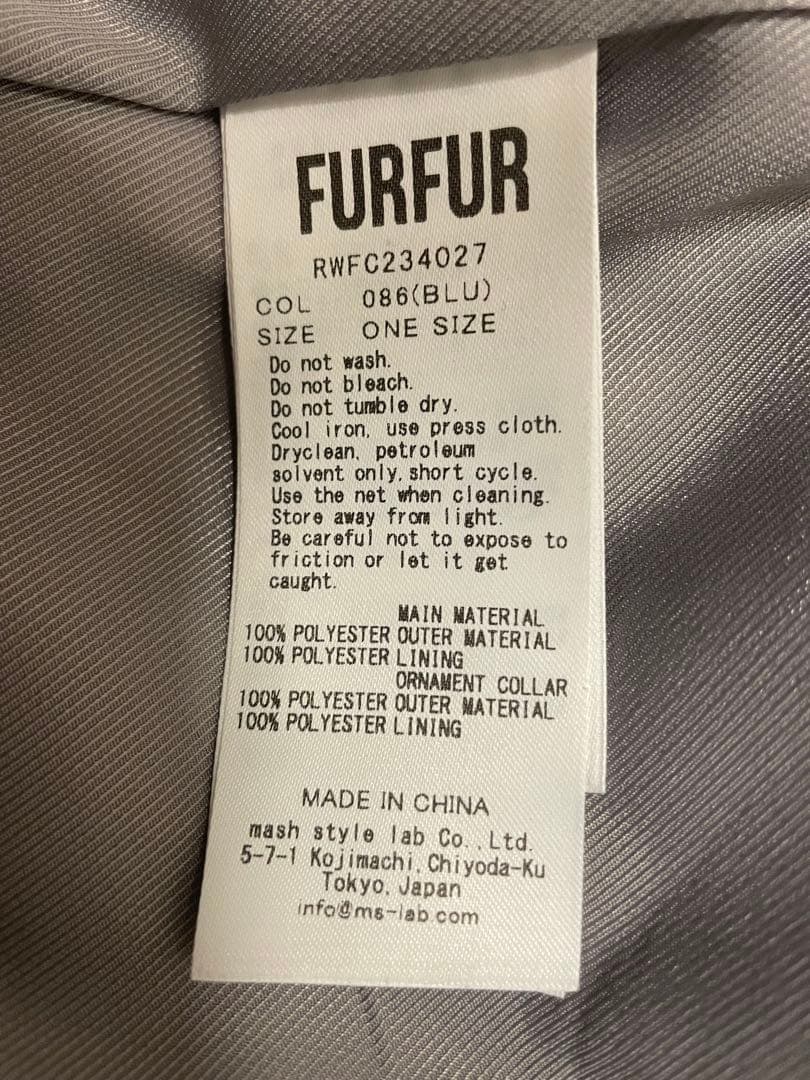 FURFUR
RWFC234027
COL 086(BLU)
SIZE ONE SIZE
Do not wash.
Do not bleach.
Do not tumble dry.
Cool iron, use press cloth.
Dryclean, petroleum
solvent only, short cycle.
Use the net when cleaning.
Store away from light.
Be careful not to expose to
friction or let it get
caught.
MAIN MATERIAL
100% POLYESTER OUTER MATERIAL
100% POLYESTER LINING
ORNAMENT COLLAR
100% POLYESTER OUTER MATERIAL
100% POLYESTER LINING
MADE IN CHINA
mash style lab Co.,Ltd.
5-7-1 Kojimachi, Chiyoda-Ku
Tokyo, Japan
info@ms-lab.com